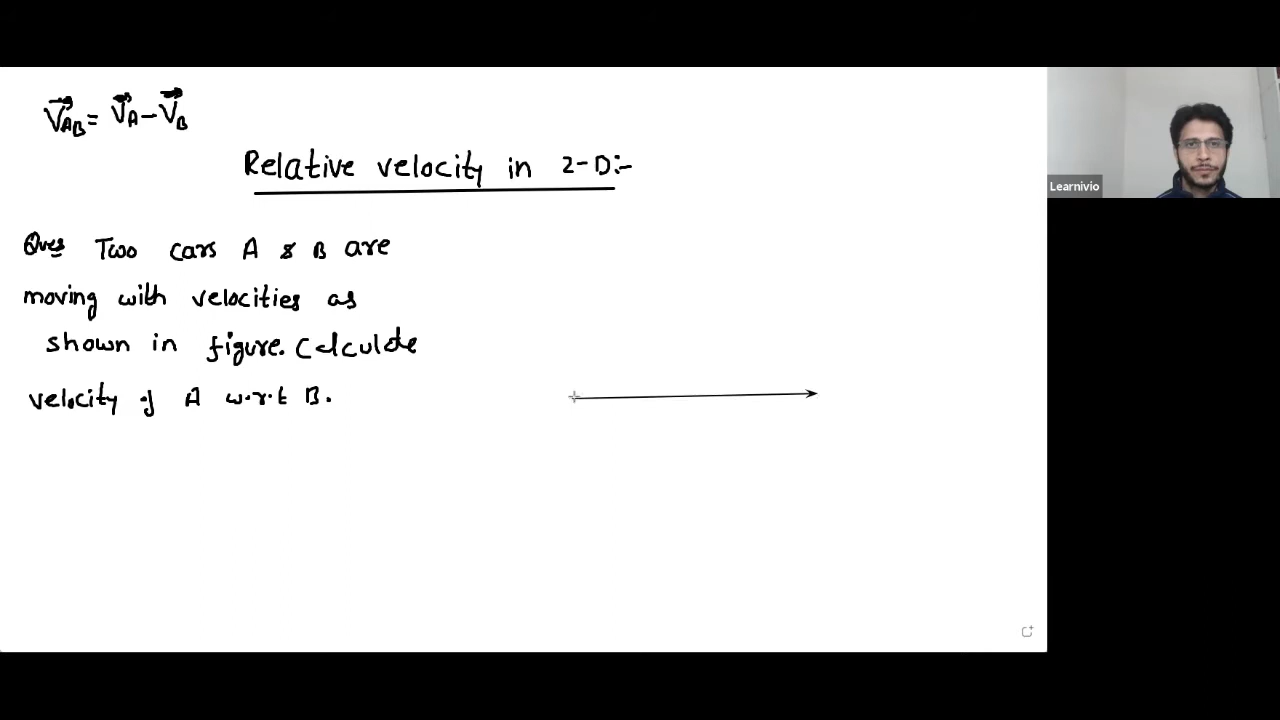 V⃗AB = V⃗A − V⃗B
Relative velocity in 2-D:-
Ques Two cars A & B are
moving with velocities as
shown in figure. Calculate
velocity of A w.r.t B.
Learnivio